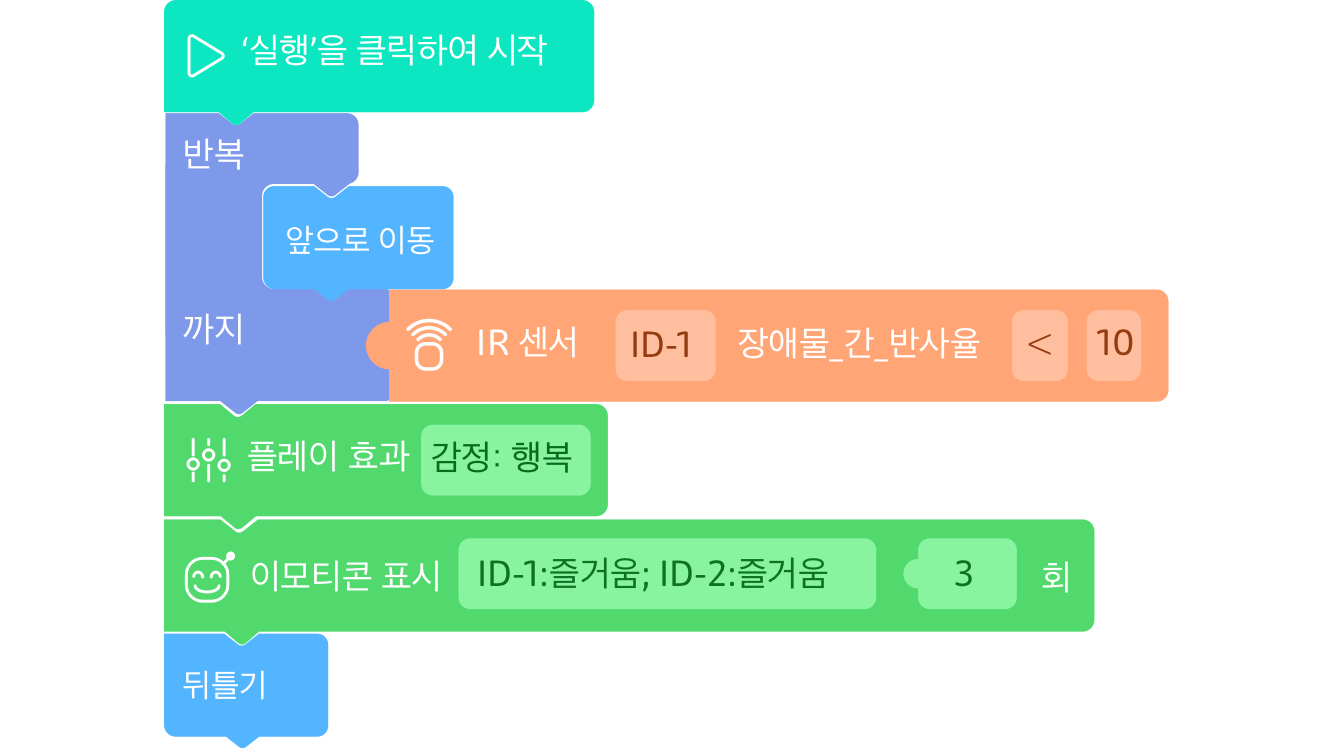 ‘실행’을 클릭하여 시작
반복
앞으로 이동
까지 IR 센서 ID-1 장애물_간_반사율 < 10
플레이 효과 감정: 행복
이모티콘 표시 ID-1:즐거움; ID-2:즐거움 3 회
뒤틀기